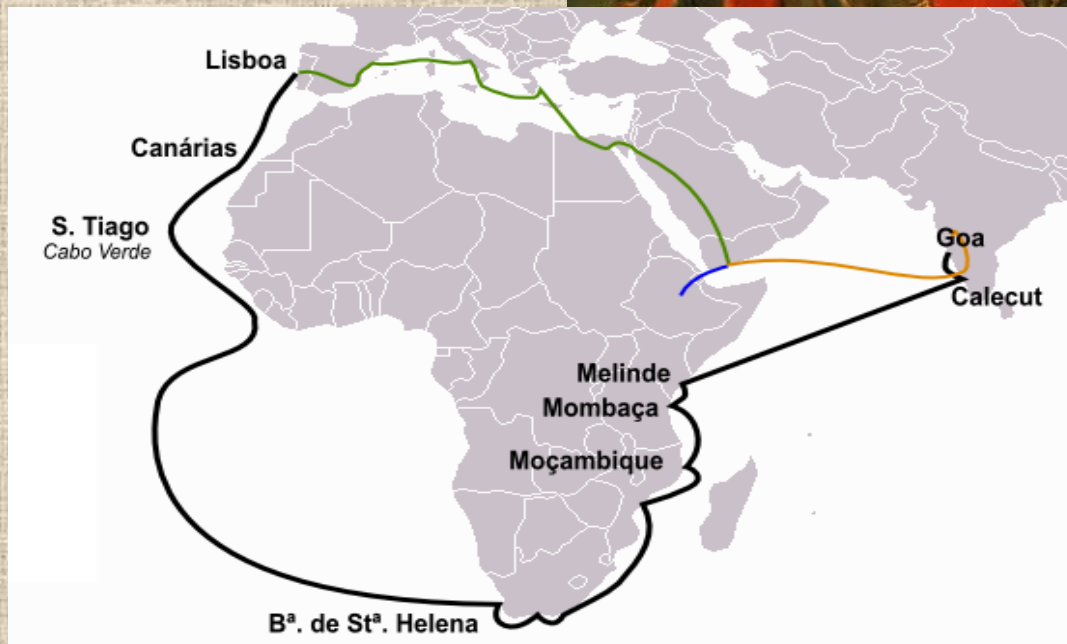 Lisboa
Canárias
S. Tiago
Cabo Verde
Goa
Calecut
Melinde
Mombaça
Moçambique
Bª. de Stª. Helena